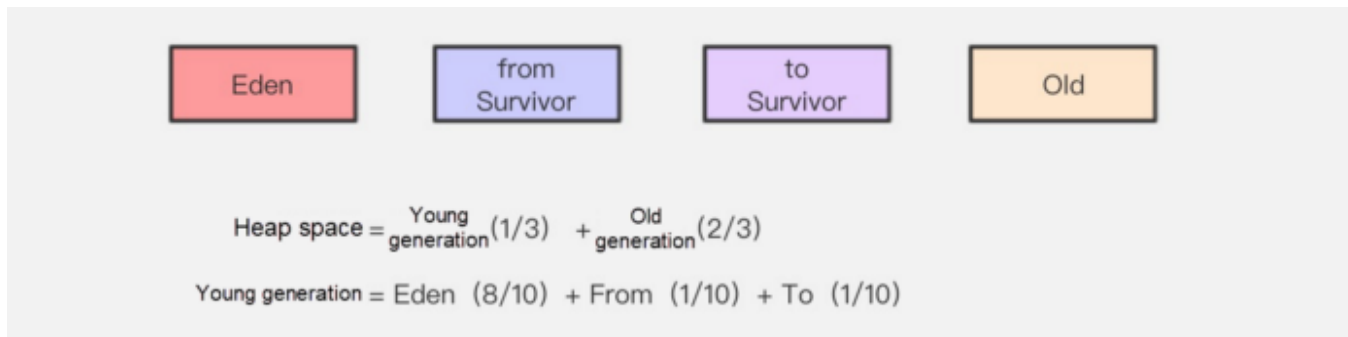 Eden
from
Survivor
to
Survivor
Old
Heap space = Young generation (1/3) + Old generation (2/3)
Young generation = Eden (8/10) + From (1/10) + To (1/10)